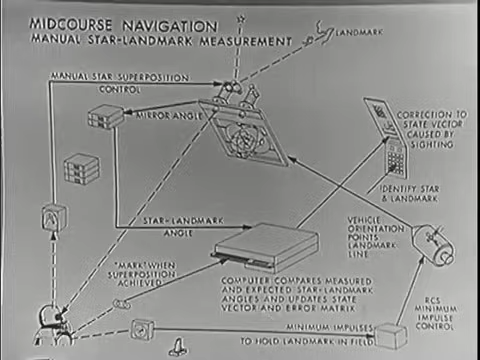 MIDCOURSE NAVIGATION
MANUAL STAR-LANDMARK MEASUREMENT
LANDMARK
MANUAL STAR SUPERPOSITION
CONTROL
MIRROR ANGLE
CORRECTION TO
STATE VECTOR
CAUSED BY
SIGHTING
IDENTIFY STAR
& LANDMARK
STAR-LANDMARK
ANGLE
VEHICLE
ORIENTATION
POINTS
LANDMARK-
LINE
"MARK" WHEN
SUPERPOSITION
ACHIEVED
COMPUTER COMPARES MEASURED
AND EXPECTED STAR-LANDMARK
ANGLES AND UPDATES STATE
VECTOR AND ERROR MATRIX
RCS
MINIMUM
IMPULSE
CONTROL
MINIMUM IMPULSES
TO HOLD LANDMARK IN FIELD